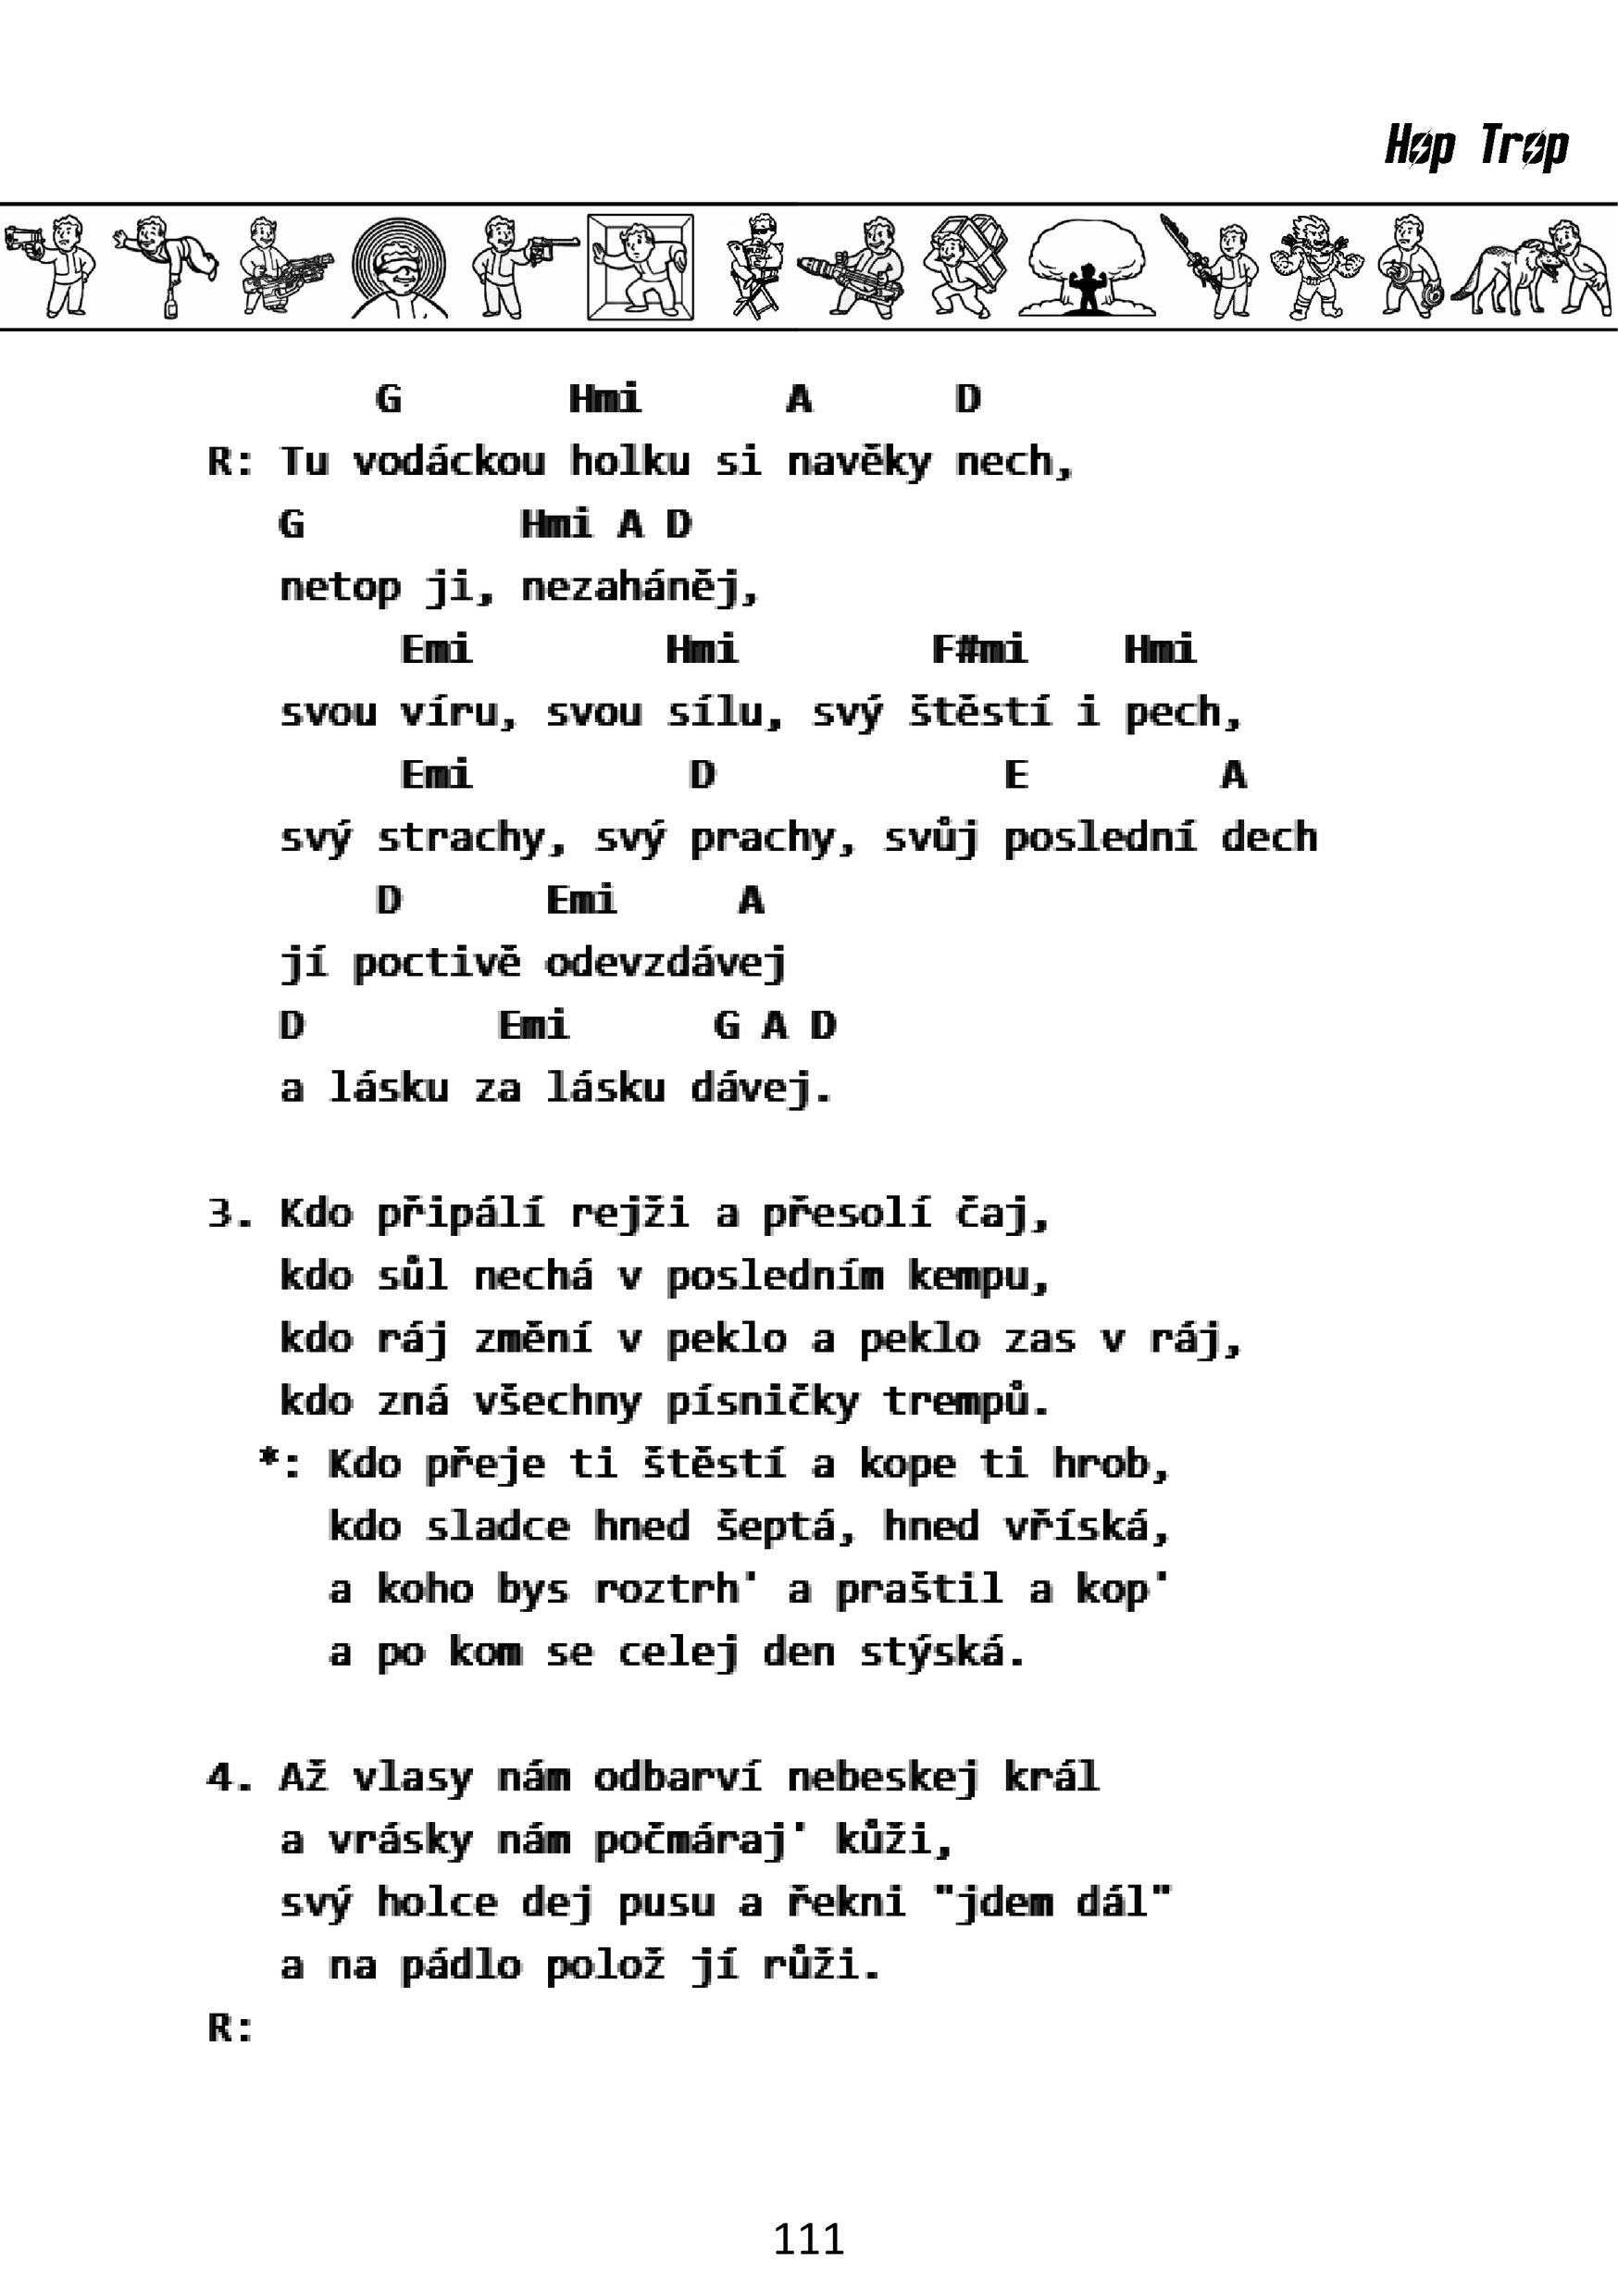 Hop Trop
G Hmi A D
R: Tu vodáckou holku si navěky nech,
G Hmi A D
netop ji, nezaháněj,
Emi Hmi F#mi Hmi
svou víru, svou sílu, svý štěstí i pech,
Emi D E A
svý strachy, svý prachy, svůj poslední dech
D Emi A
jí poctivě odevzdávej
D Emi G A D
a lásku za lásku dávej.
3. Kdo připálí rejži a přesolí čaj,
kdo sůl nechá v posledním kempu,
kdo ráj změní v peklo a peklo zas v ráj,
kdo zná všechny písničky trempů.
*: Kdo přeje ti štěstí a kope ti hrob,
kdo sladce hned šeptá, hned vříská,
a koho bys roztrh' a praštil a kop'
a po kom se celej den stýská.
4. Až vlasy nám odbarví nebeskej král
a vrásky nám počmáraj' kůži,
svý holce dej pusu a řekni "jdem dál"
a na pádlo polož jí růži.
R:
111